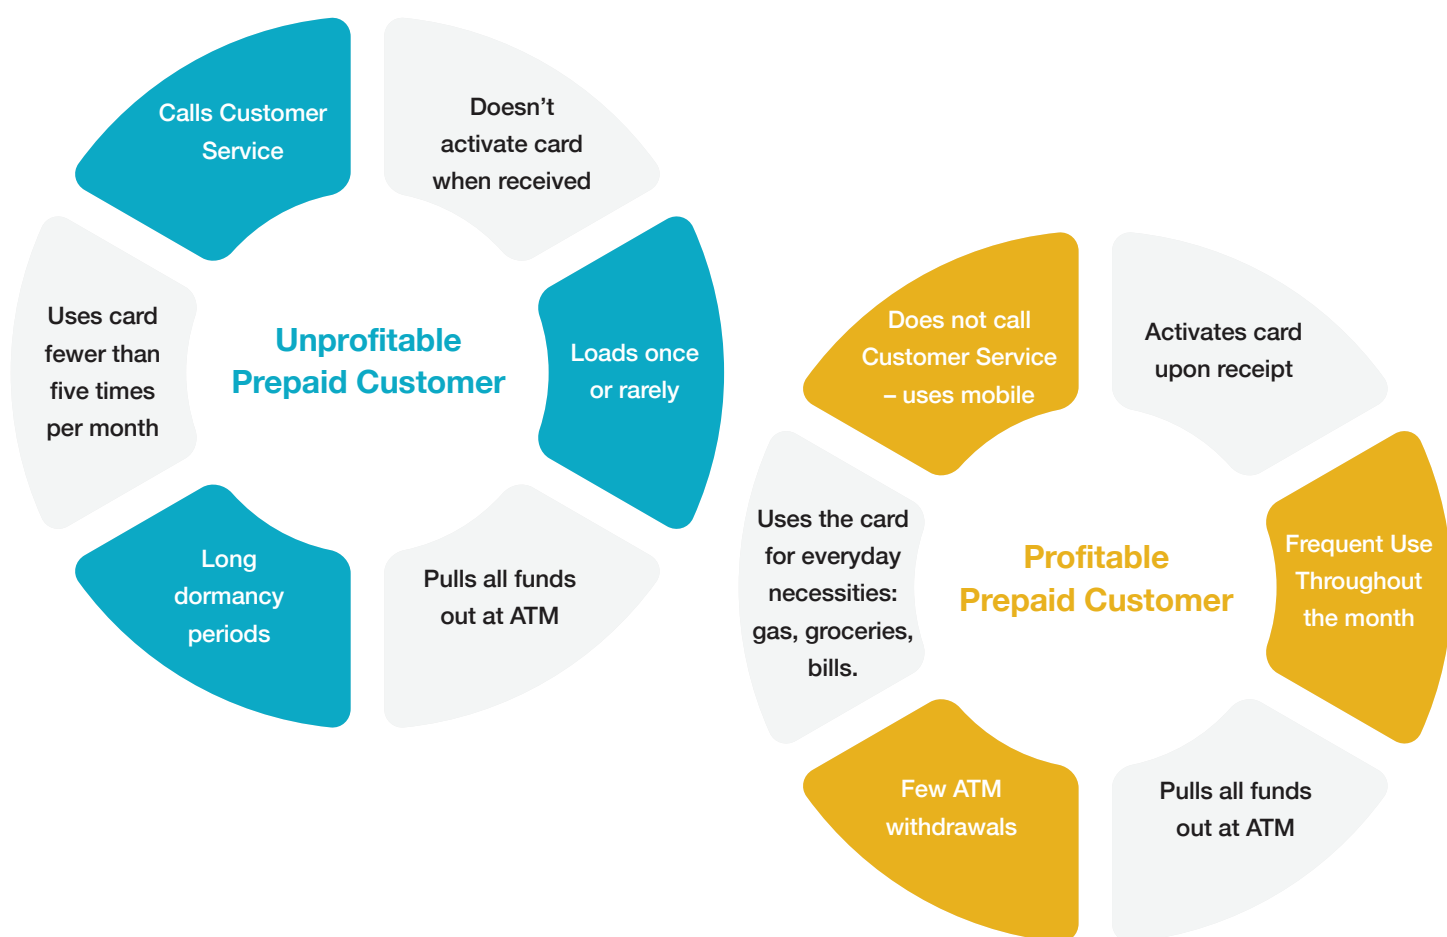 Calls Customer
Service
Doesn’t
activate card
when received
Uses card
fewer than
five times
per month
Unprofitable
Prepaid Customer
Loads once
or rarely
Long
dormancy
periods
Pulls all funds
out at ATM
Does not call
Customer Service
– uses mobile
Activates card
upon receipt
Uses the card
for everyday
necessities:
gas, groceries,
bills.
Profitable
Prepaid Customer
Frequent Use
Throughout
the month
Few ATM
withdrawals
Pulls all funds
out at ATM